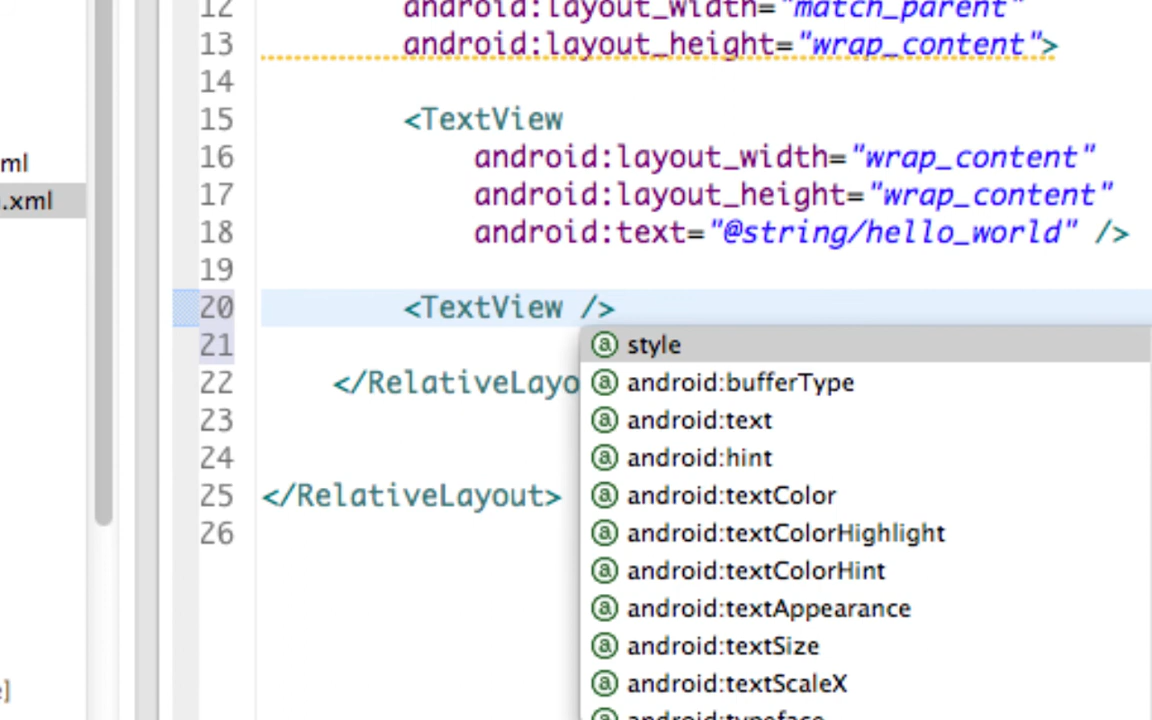 12 android:layout_width="match_parent"
13 android:layout_height="wrap_content">
14
15 <TextView
ml
16 android:layout_width="wrap_content"
.xml
17 android:layout_height="wrap_content"
18 android:text="@string/hello_world" />
19
20 <TextView />
21 style
22 </RelativeLayo android:bufferType
23 android:text
24 android:hint
25 </RelativeLayout> android:textColor
26 android:textColorHighlight
android:textColorHint
android:textAppearance
android:textSize
android:textScaleX
android:typeface